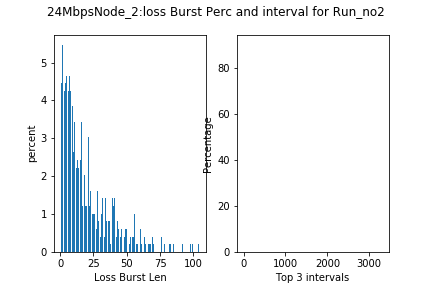 24MbpsNode_2:loss Burst Perc and interval for Run_no2
percent
5
4
3
2
1
0
0 25 50 75 100
Loss Burst Len
Percentage
80
60
40
20
0
0 1000 2000 3000
Top 3 intervals